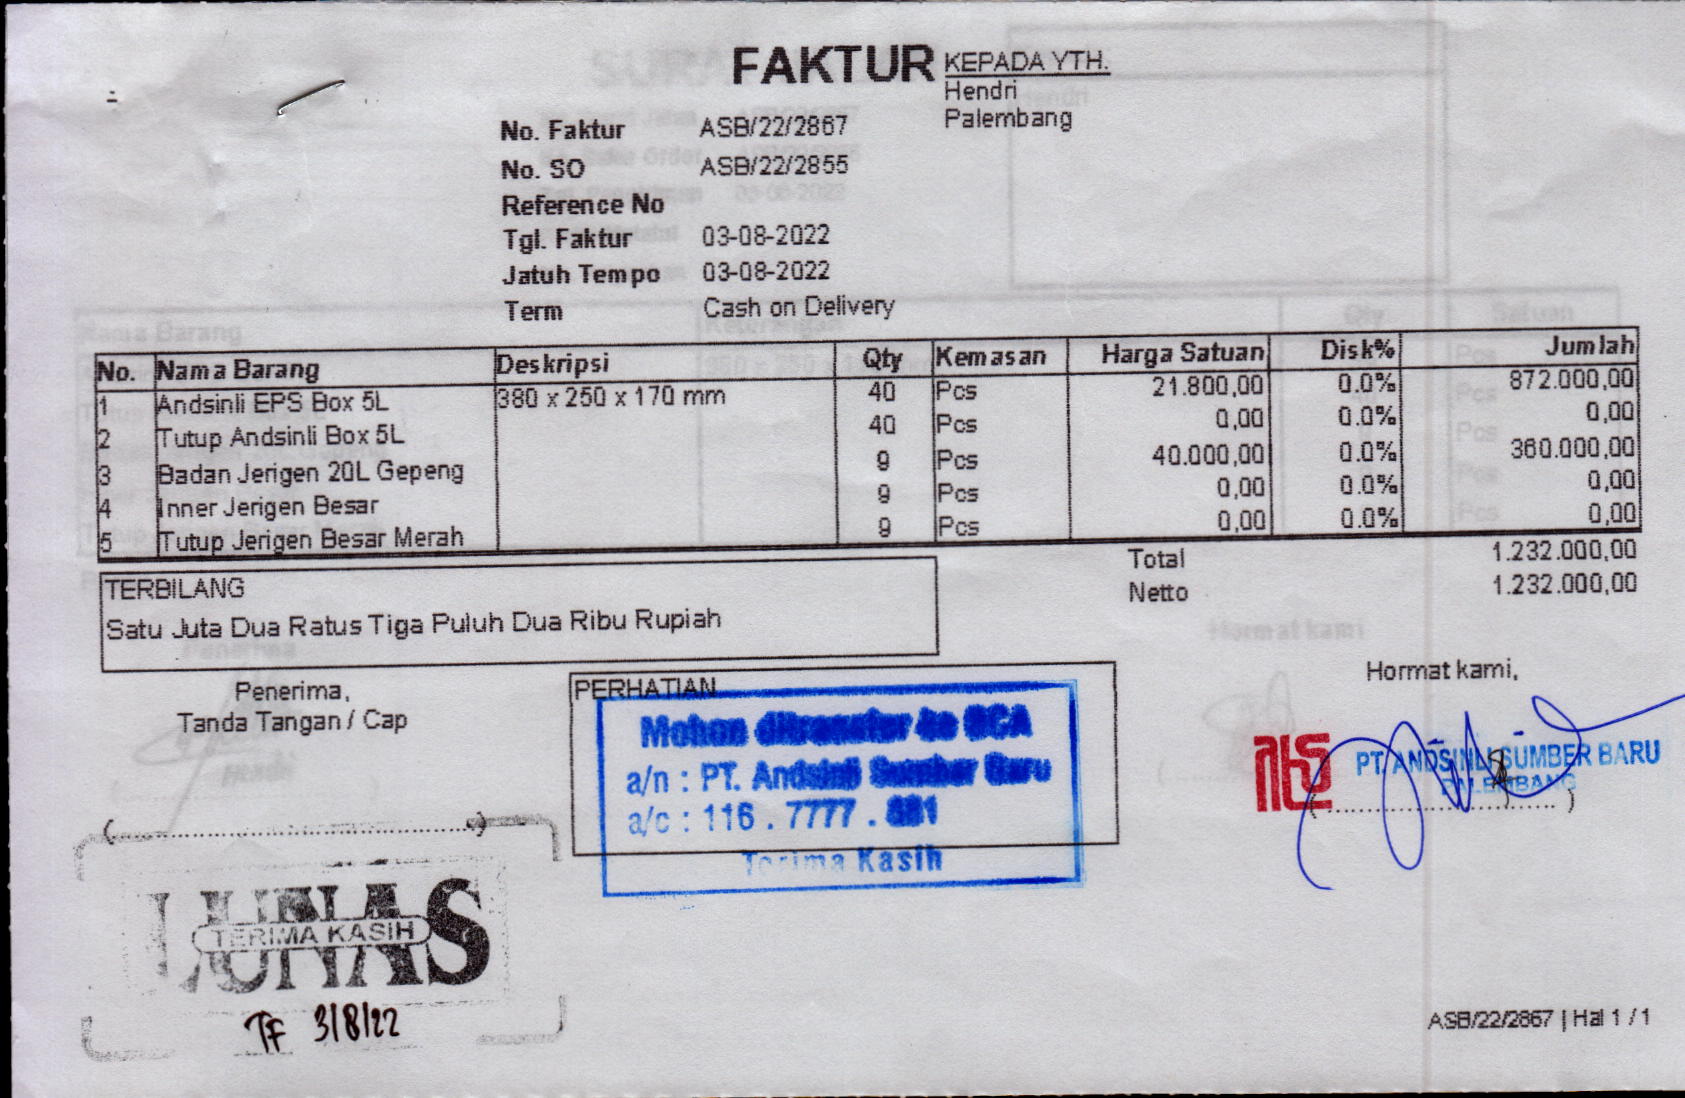 FAKTUR
KEPADA YTH.
Hendri
Palembang
No. Faktur ASB/22/2867
No. SO ASB/22/2855
Reference No
Tgl. Faktur 03-08-2022
Jatuh Tempo 03-08-2022
Term Cash on Delivery
No. Nama Barang Deskripsi Qty Kemasan Harga Satuan Disk% Jumlah
1 Andsinli EPS Box 5L 380 x 250 x 170 mm 40 Pcs 21.800,00 0.0% 872.000,00
2 Tutup Andsinli Box 5L 40 Pcs 0,00 0.0% 0,00
3 Badan Jerigen 20L Gepeng 9 Pcs 40.000,00 0.0% 360.000,00
4 Inner Jerigen Besar 9 Pcs 0,00 0.0% 0,00
5 Tutup Jerigen Besar Merah 9 Pcs 0,00 0.0% 0,00
Total 1.232.000,00
Netto 1.232.000,00
TERBILANG
Satu Juta Dua Ratus Tiga Puluh Dua Ribu Rupiah
Penerima,
Tanda Tangan / Cap
(..................................................)
PERHATIAN
Mohon ditransfer ke BCA
a/n : PT. Andsinli Sumber Baru
a/c : 116 . 7777 .
Terima Kasih
Hormat kami,
PT. ANDSINLI SUMBER BARU
PALEMBANG
LUNAS
TERIMA KASIH
TF 3/8/22
ASB/22/2867 | Hal 1 / 1